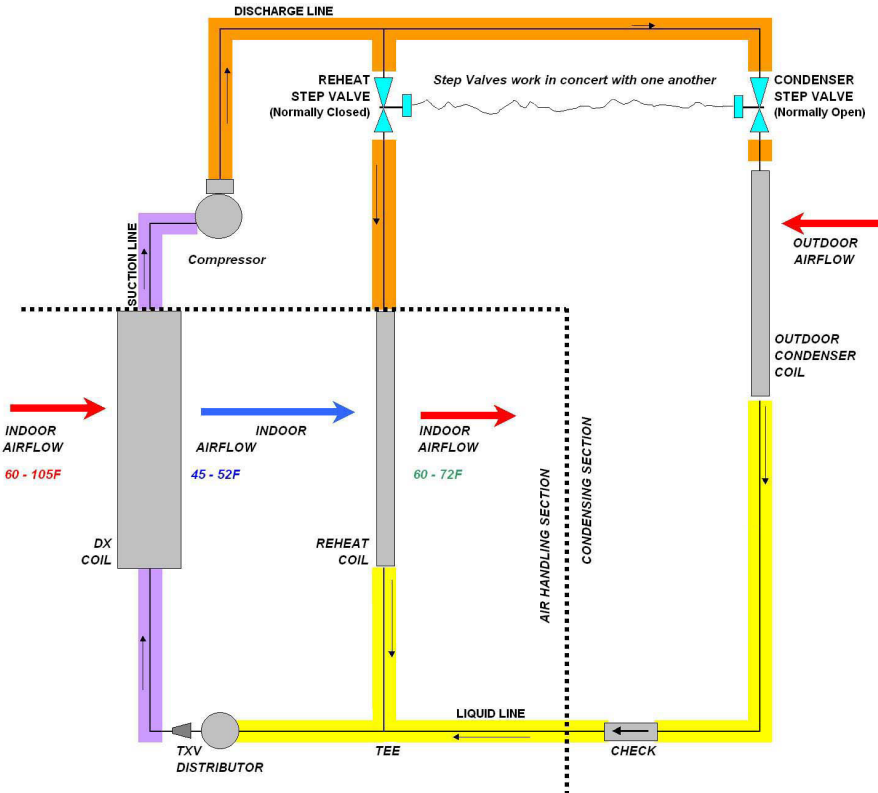 DISCHARGE LINE
REHEAT
STEP VALVE
(Normally Closed)
Step Valves work in concert with one another
CONDENSER
STEP VALVE
(Normally Open)
SUCTION LINE
Compressor
OUTDOOR
AIRFLOW
OUTDOOR
CONDENSER
COIL
INDOOR
AIRFLOW
60 - 105F
INDOOR
AIRFLOW
45 - 52F
INDOOR
AIRFLOW
60 - 72F
DX
COIL
REHEAT
COIL
AIR HANDLING SECTION
CONDENSING SECTION
LIQUID LINE
TXV
DISTRIBUTOR
TEE
CHECK